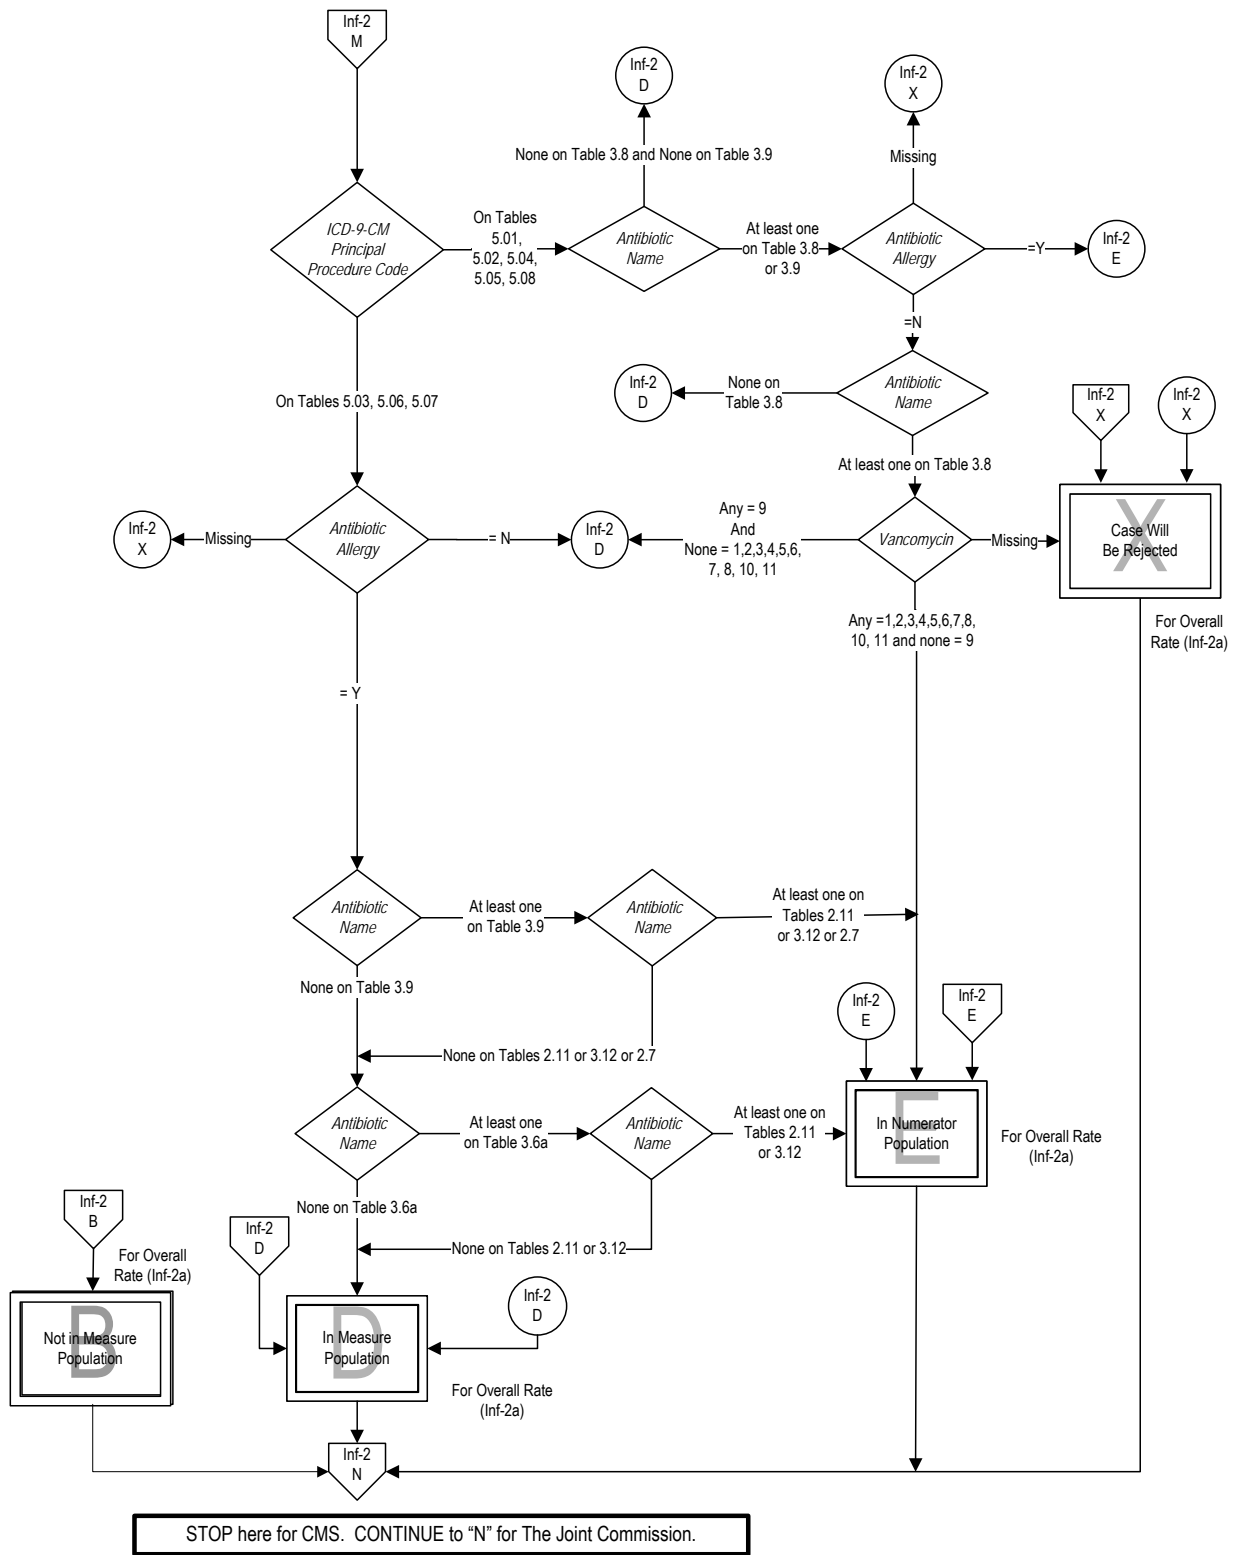 Inf-2
M
Inf-2
D
Inf-2
X
None on Table 3.8 and None on Table 3.9
Missing
ICD-9-CM
Principal
Procedure Code
On Tables
5.01,
5.02, 5.04,
5.05, 5.08
Antibiotic
Name
At least one
on Table 3.8
or 3.9
Antibiotic
Allergy
=Y
Inf-2
E
=N
Inf-2
D
None on
Table 3.8
Antibiotic
Name
Inf-2
X
Inf-2
X
On Tables 5.03, 5.06, 5.07
At least one on Table 3.8
Inf-2
X
Missing
Antibiotic
Allergy
= N
Inf-2
D
Any = 9
And
None = 1,2,3,4,5,6,
7, 8, 10, 11
Vancomycin
Missing
X
Case Will
Be Rejected
Any =1,2,3,4,5,6,7,8,
10, 11 and none = 9
For Overall
Rate (Inf-2a)
= Y
Antibiotic
Name
At least one
on Table 3.9
Antibiotic
Name
At least one on
Tables 2.11
or 3.12 or 2.7
None on Table 3.9
Inf-2
E
Inf-2
E
None on Tables 2.11 or 3.12 or 2.7
Antibiotic
Name
At least one
on Table 3.6a
Antibiotic
Name
At least one on
Tables 2.11
or 3.12
E
In Numerator
Population
For Overall Rate
(Inf-2a)
None on Table 3.6a
Inf-2
B
Inf-2
D
None on Tables 2.11 or 3.12
For Overall
Rate (Inf-2a)
Inf-2
D
B
Not in Measure
Population
D
In Measure
Population
For Overall Rate
(Inf-2a)
Inf-2
N
STOP here for CMS. CONTINUE to “N” for The Joint Commission.